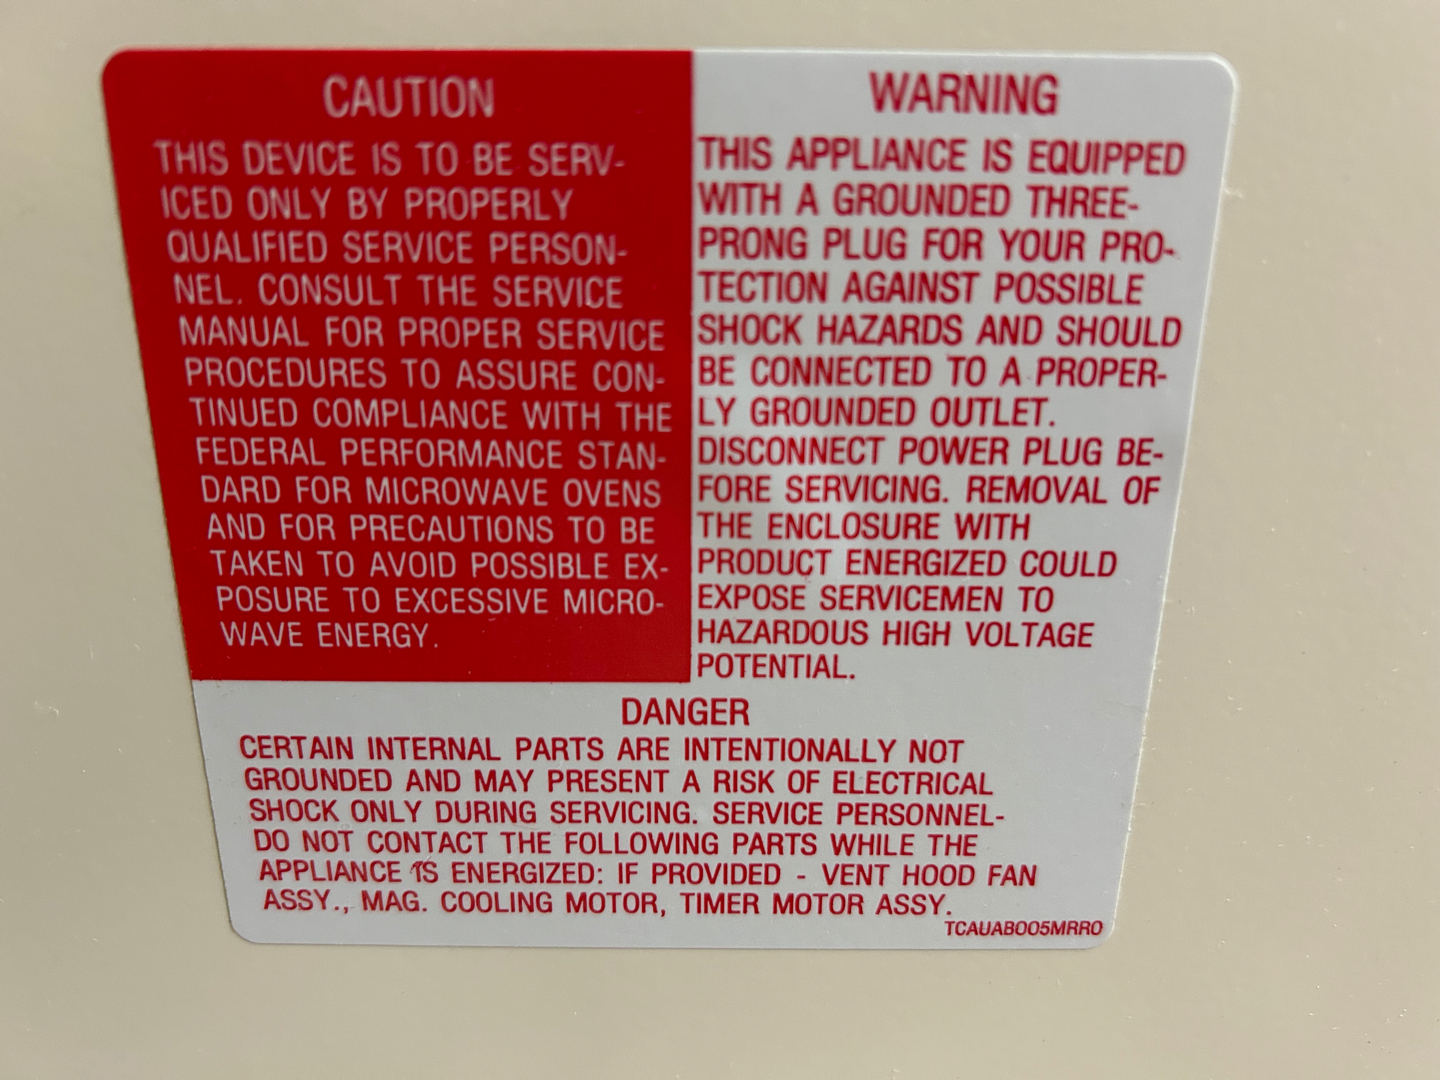 CAUTION
THIS DEVICE IS TO BE SERV-
ICED ONLY BY PROPERLY
QUALIFIED SERVICE PERSON-
NEL. CONSULT THE SERVICE
MANUAL FOR PROPER SERVICE
PROCEDURES TO ASSURE CON-
TINUED COMPLIANCE WITH THE
FEDERAL PERFORMANCE STAN-
DARD FOR MICROWAVE OVENS
AND FOR PRECAUTIONS TO BE
TAKEN TO AVOID POSSIBLE EX-
POSURE TO EXCESSIVE MICRO-
WAVE ENERGY.
WARNING
THIS APPLIANCE IS EQUIPPED
WITH A GROUNDED THREE-
PRONG PLUG FOR YOUR PRO-
TECTION AGAINST POSSIBLE
SHOCK HAZARDS AND SHOULD
BE CONNECTED TO A PROPER-
LY GROUNDED OUTLET.
DISCONNECT POWER PLUG BE-
FORE SERVICING. REMOVAL OF
THE ENCLOSURE WITH
PRODUCT ENERGIZED COULD
EXPOSE SERVICEMEN TO
HAZARDOUS HIGH VOLTAGE
POTENTIAL.
DANGER
CERTAIN INTERNAL PARTS ARE INTENTIONALLY NOT
GROUNDED AND MAY PRESENT A RISK OF ELECTRICAL
SHOCK ONLY DURING SERVICING. SERVICE PERSONNEL-
DO NOT CONTACT THE FOLLOWING PARTS WHILE THE
APPLIANCE IS ENERGIZED: IF PROVIDED - VENT HOOD FAN
ASSY., MAG. COOLING MOTOR, TIMER MOTOR ASSY.
TCAUAB005MRR0